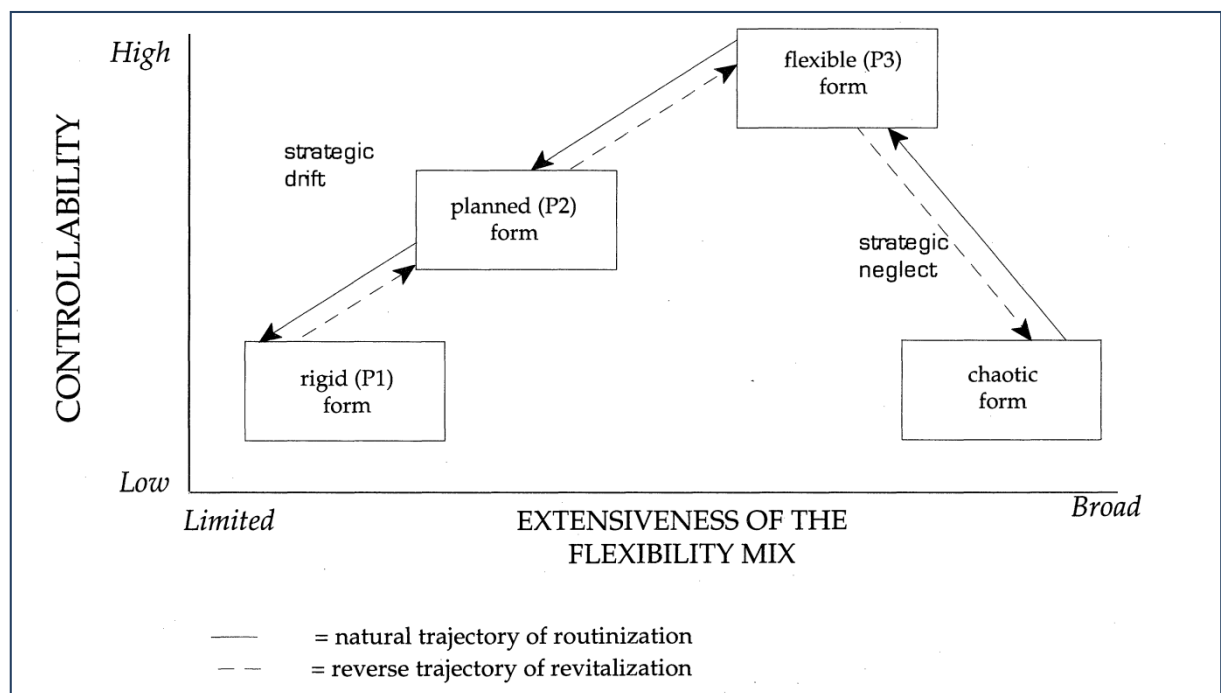 High
CONTROLLABILITY
Low
flexible (P3)
form
strategic
drift
planned (P2)
form
strategic
neglect
rigid (P1)
form
chaotic
form
Limited
EXTENSIVENESS OF THE
FLEXIBILITY MIX
Broad
= natural trajectory of routinization
= reverse trajectory of revitalization